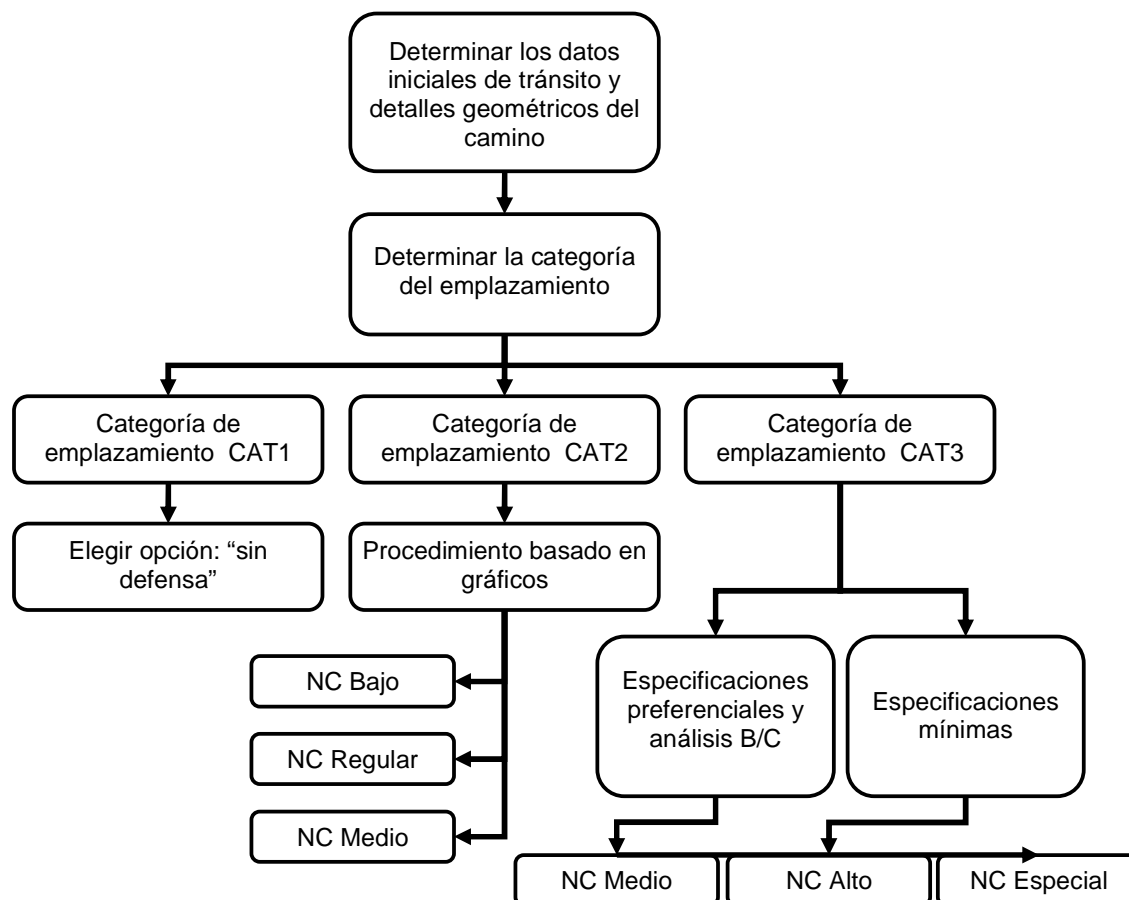 Determinar los datos
iniciales de tránsito y
detalles geométricos del
camino
Determinar la categoría
del emplazamiento
Categoría de
emplazamiento CAT1
Categoría de
emplazamiento CAT2
Categoría de
emplazamiento CAT3
Elegir opción: “sin
defensa”
Procedimiento basado en
gráficos
NC Bajo
NC Regular
NC Medio
Especificaciones
preferenciales y
análisis B/C
Especificaciones
mínimas
NC Medio
NC Alto
NC Especial